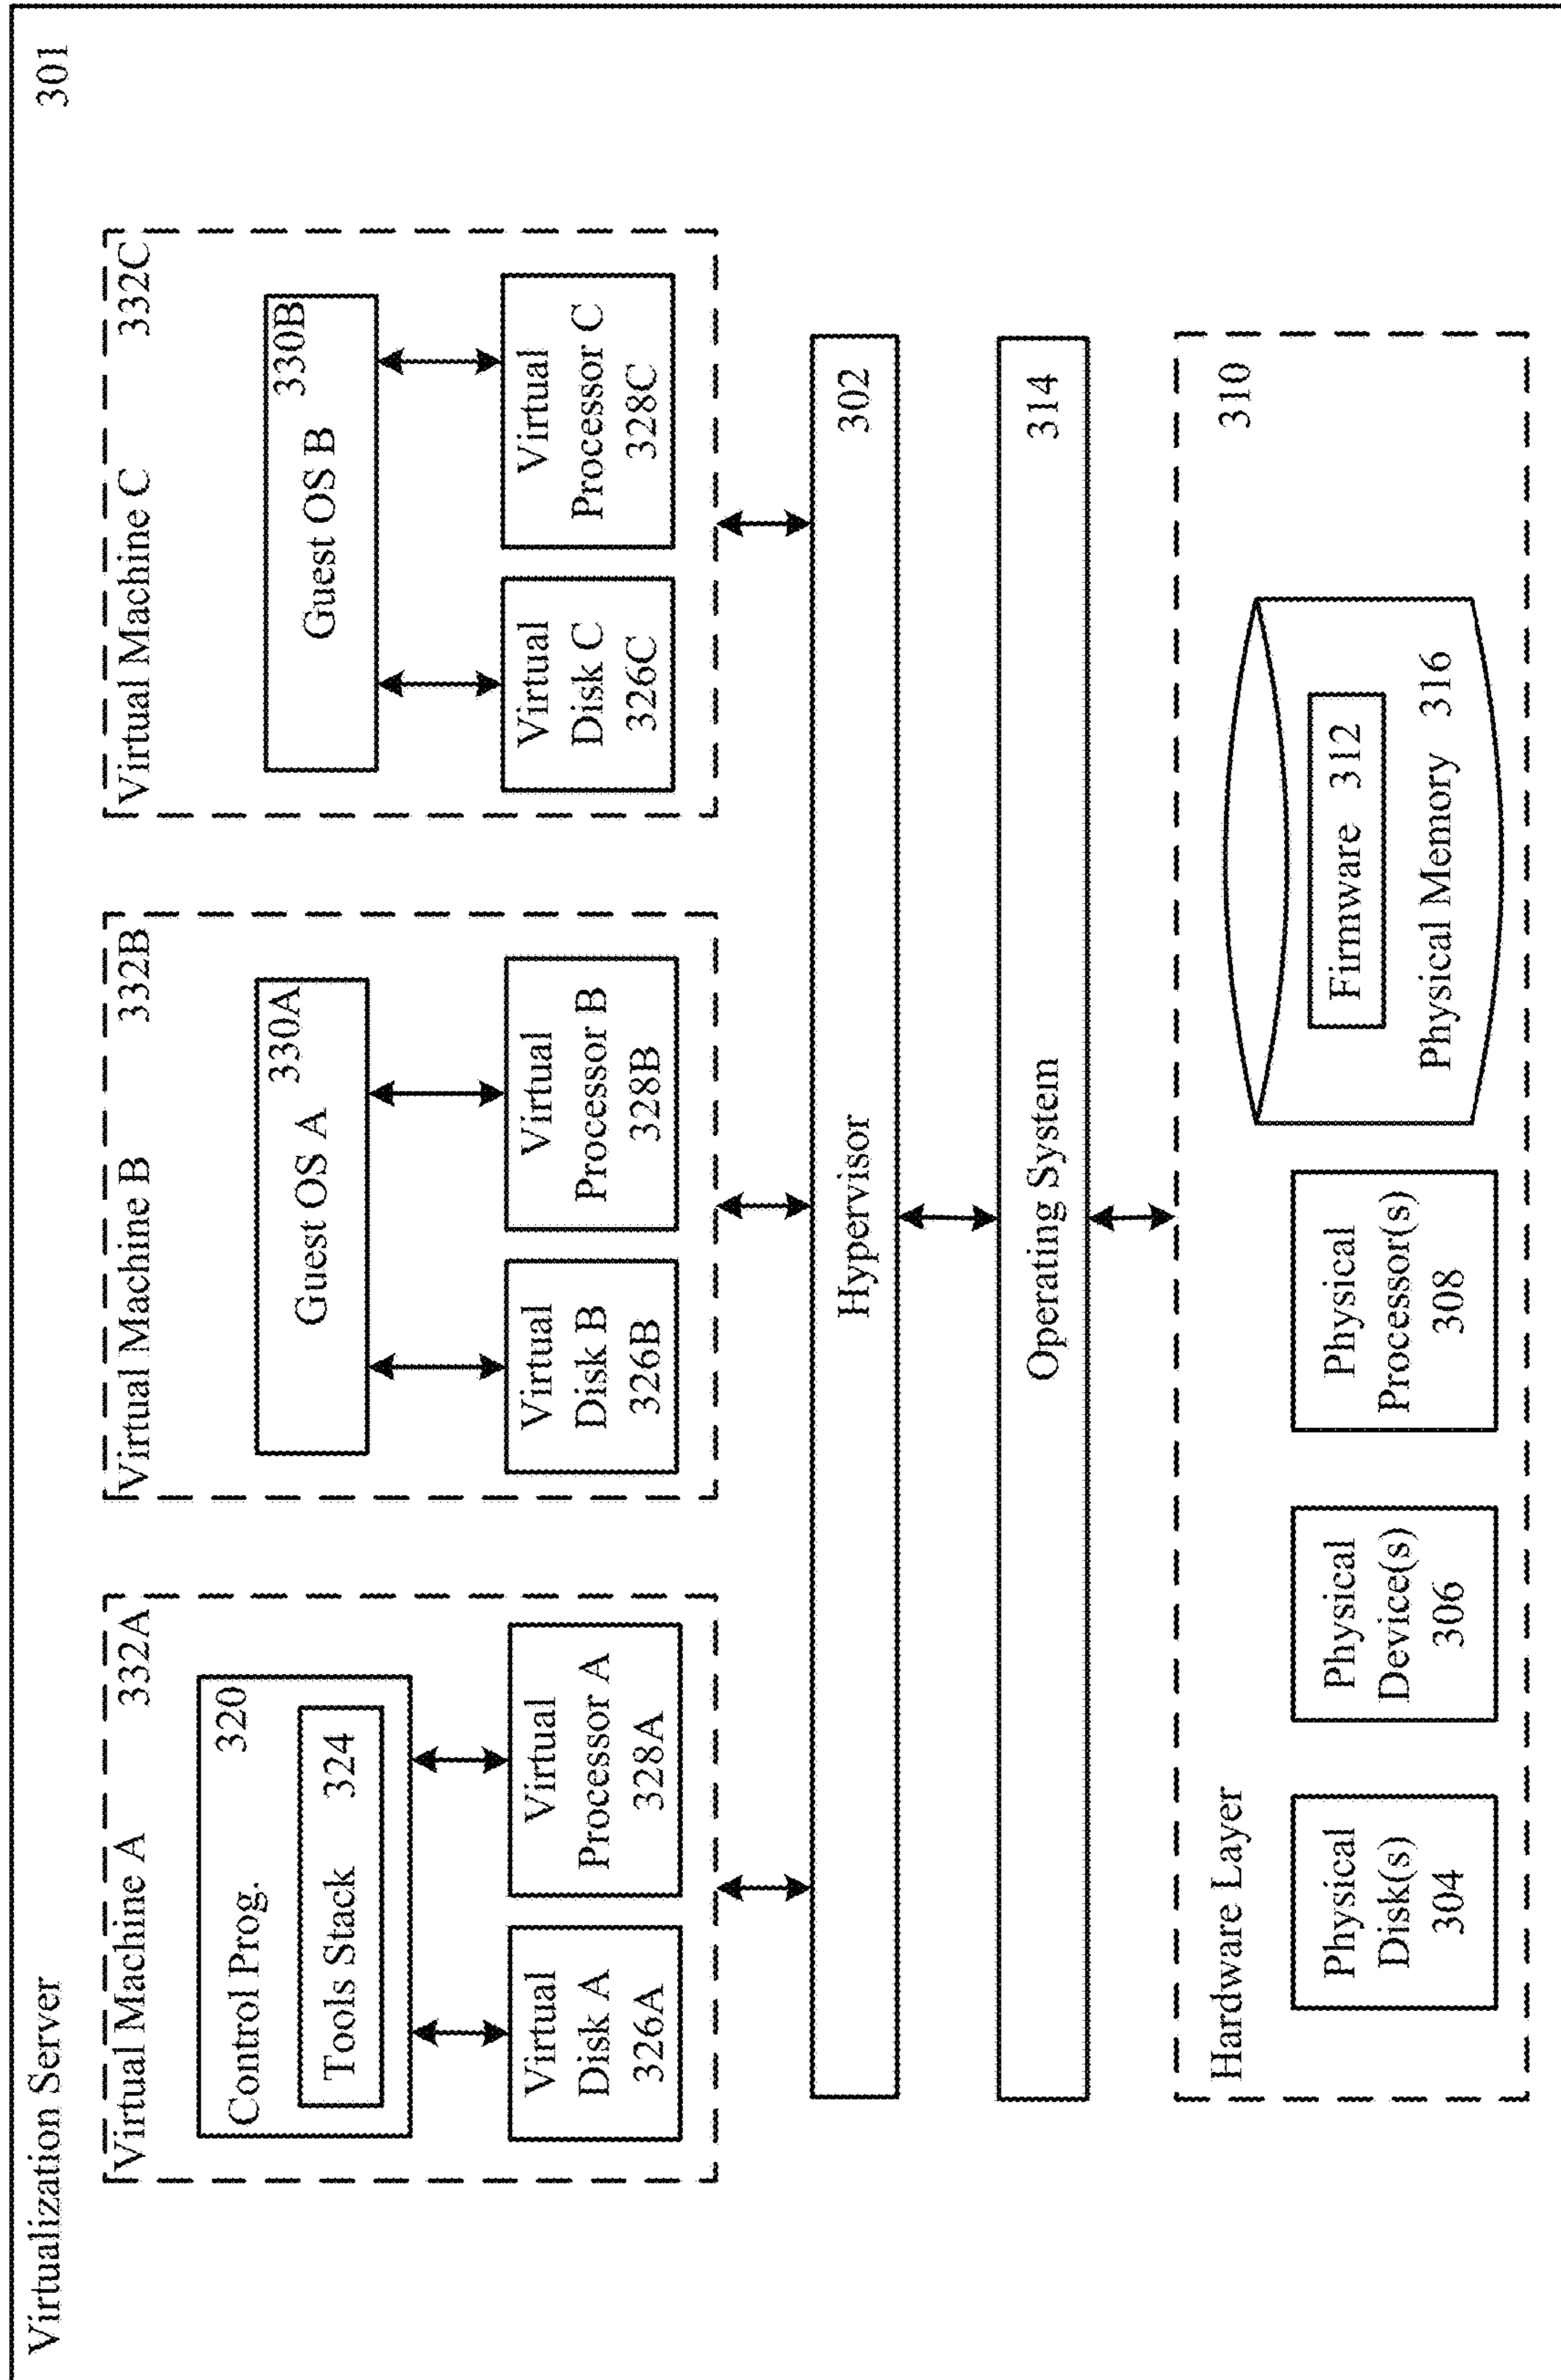 Virtualization Server
301
Virtual Machine A
332A
Control Prog.
320
Tools Stack 324
Virtual
Disk A
326A
Virtual
Processor A
328A
Virtual Machine B
332B
Guest OS A
330A
Virtual
Disk B
326B
Virtual
Processor B
328B
Virtual Machine C
332C
Guest OS B
330B
Virtual
Disk C
326C
Virtual
Processor C
328C
Hypervisor
302
Operating System
314
Hardware Layer
310
Physical
Disk(s)
304
Physical
Device(s)
306
Physical
Processor(s)
308
Firmware 312
Physical Memory 316